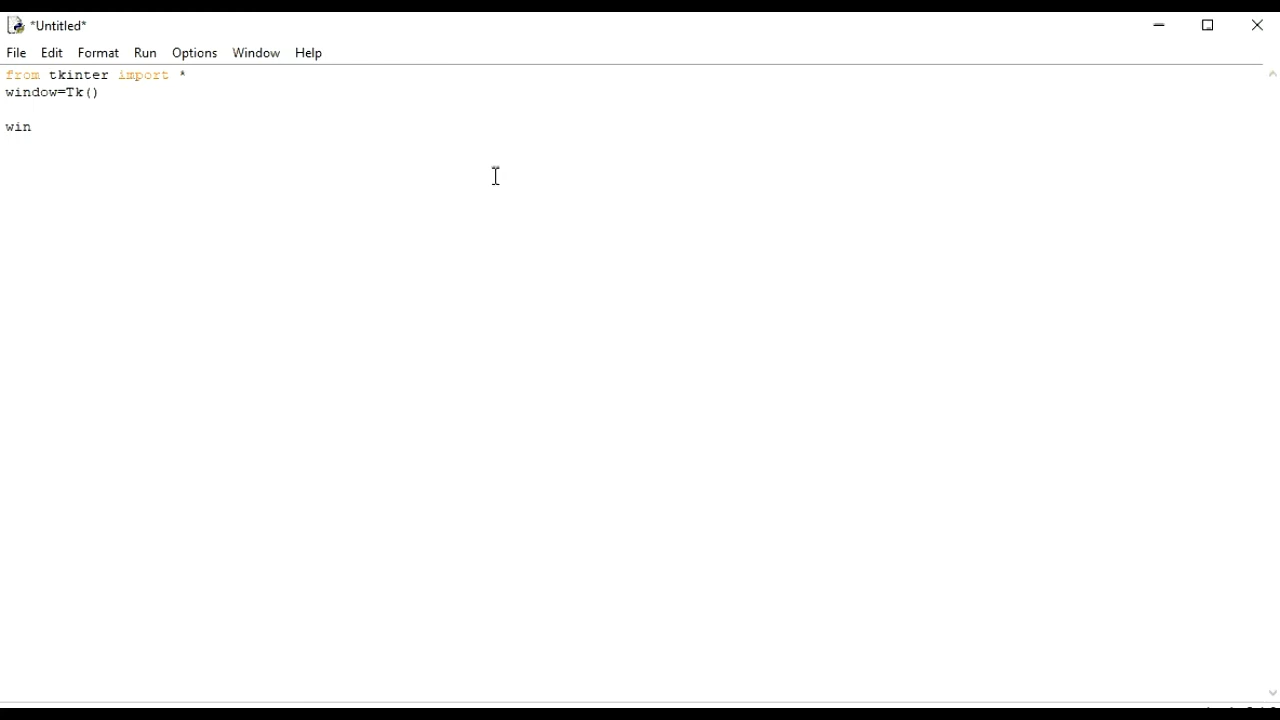 *Untitled*
File Edit Format Run Options Window Help
from tkinter import *
window=Tk()
win